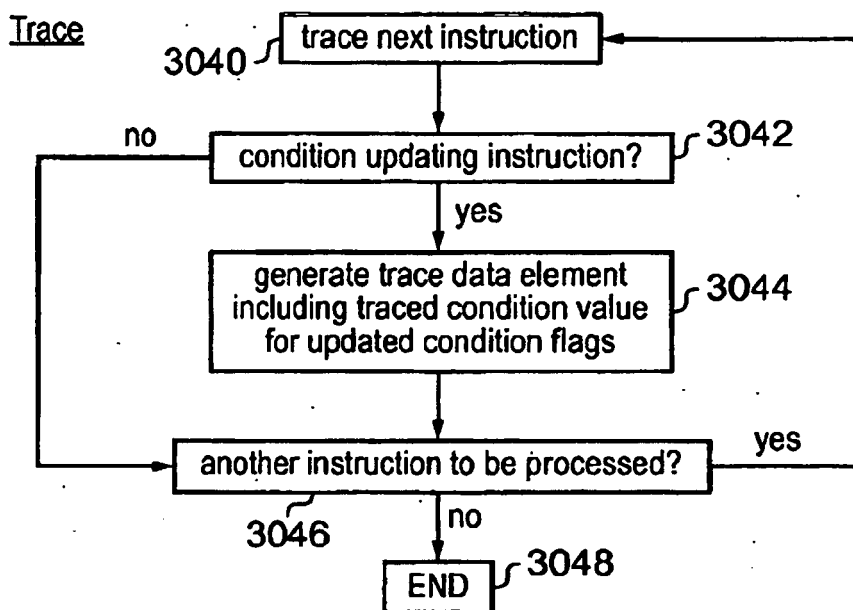 Trace
trace next instruction
3040
no
condition updating instruction?
3042
yes
generate trace data element
including traced condition value
for updated condition flags
3044
another instruction to be processed?
yes
3046
no
END
3048